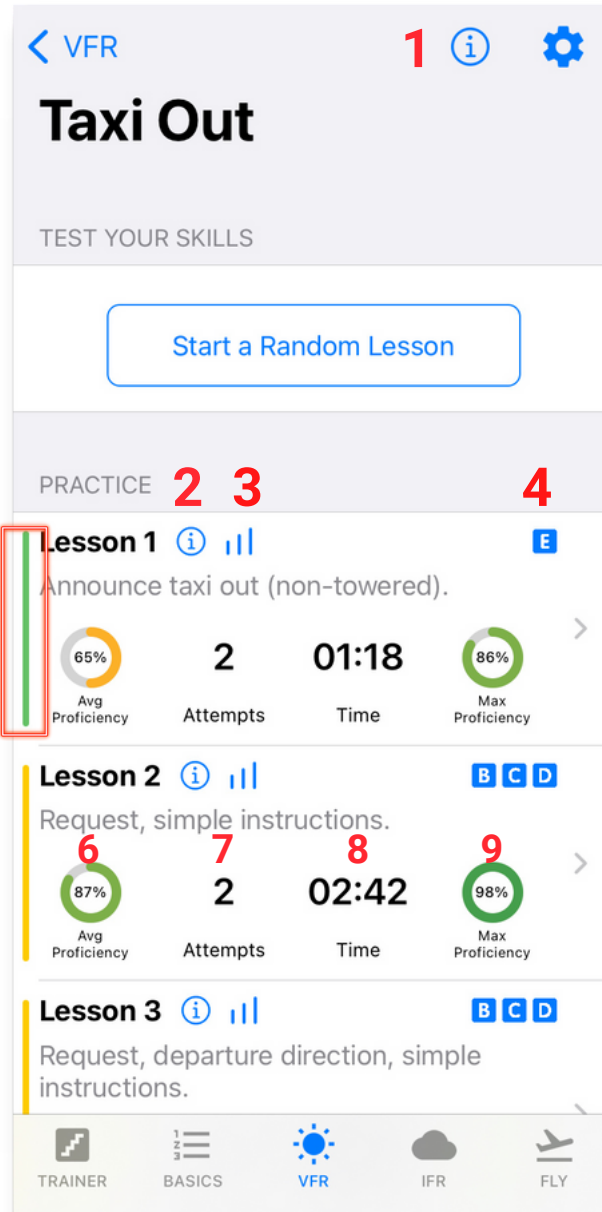 VFR 1
Taxi Out
TEST YOUR SKILLS
Start a Random Lesson
PRACTICE 2 3 4
Lesson 1 E
Announce taxi out (non-towered).
65% 2 01:18 86%
Avg Proficiency Attempts Time Max Proficiency
Lesson 2 B C D
Request, simple instructions.
6 7 8 9
87% 2 02:42 98%
Avg Proficiency Attempts Time Max Proficiency
Lesson 3 B C D
Request, departure direction, simple
instructions.
1 2 3
TRAINER BASICS VFR IFR FLY